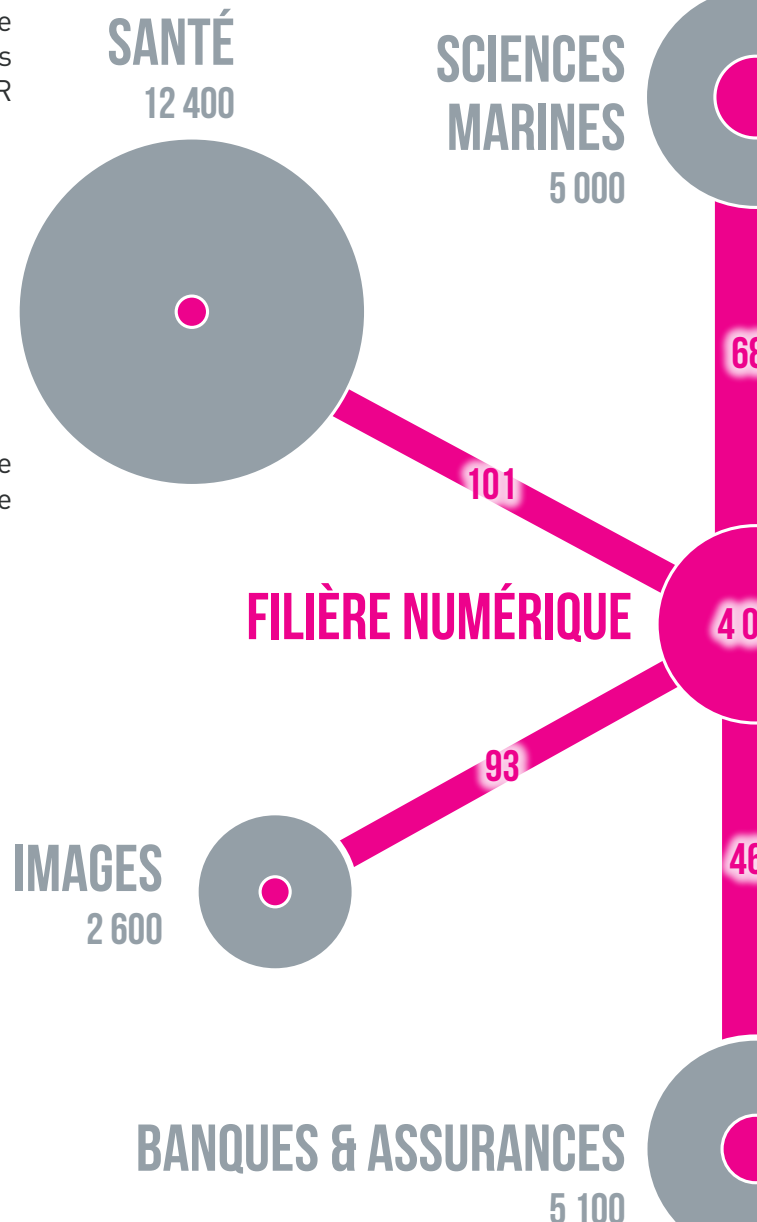 e
s
R
SANTÉ
12 400
SCIENCES
MARINES
5 000
e
e
101
FILIÈRE NUMÉRIQUE
93
IMAGES
2 600
BANQUES & ASSURANCES
5 100